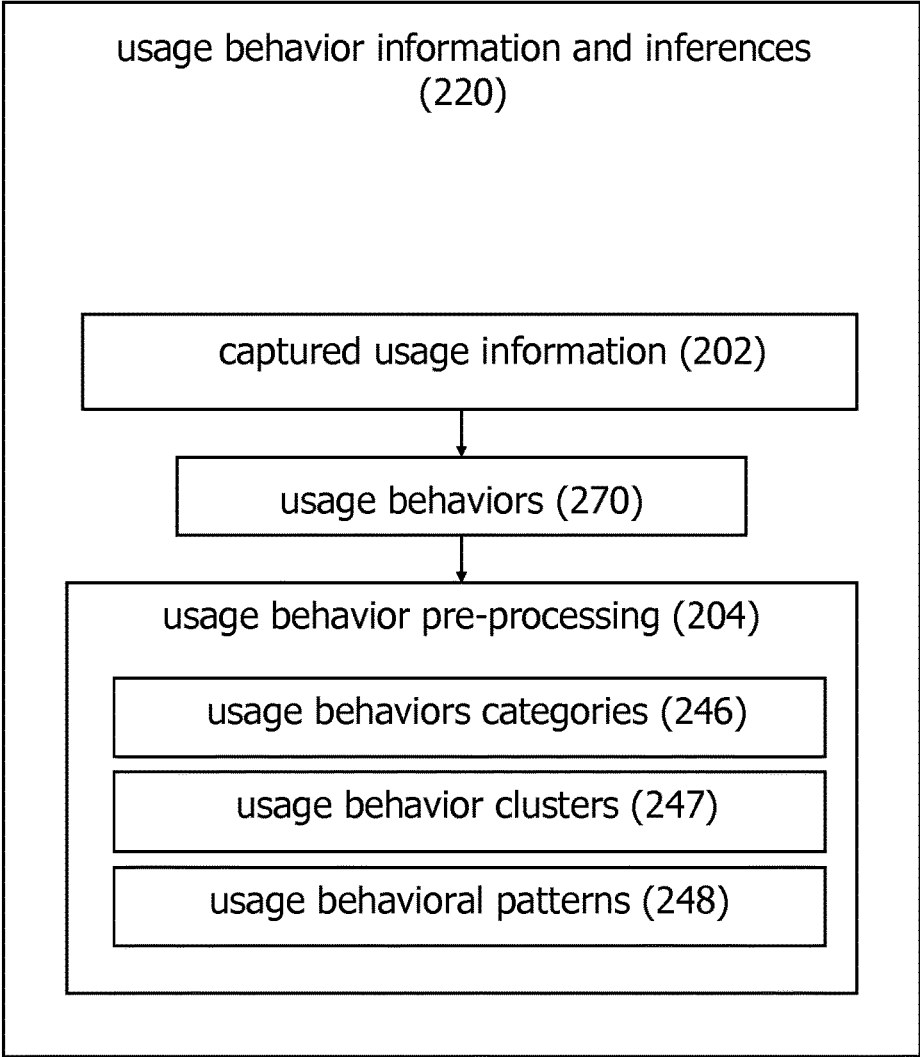 usage behavior information and inferences
(220)
captured usage information (202)
usage behaviors (270)
usage behavior pre-processing (204)
usage behaviors categories (246)
usage behavior clusters (247)
usage behavioral patterns (248)